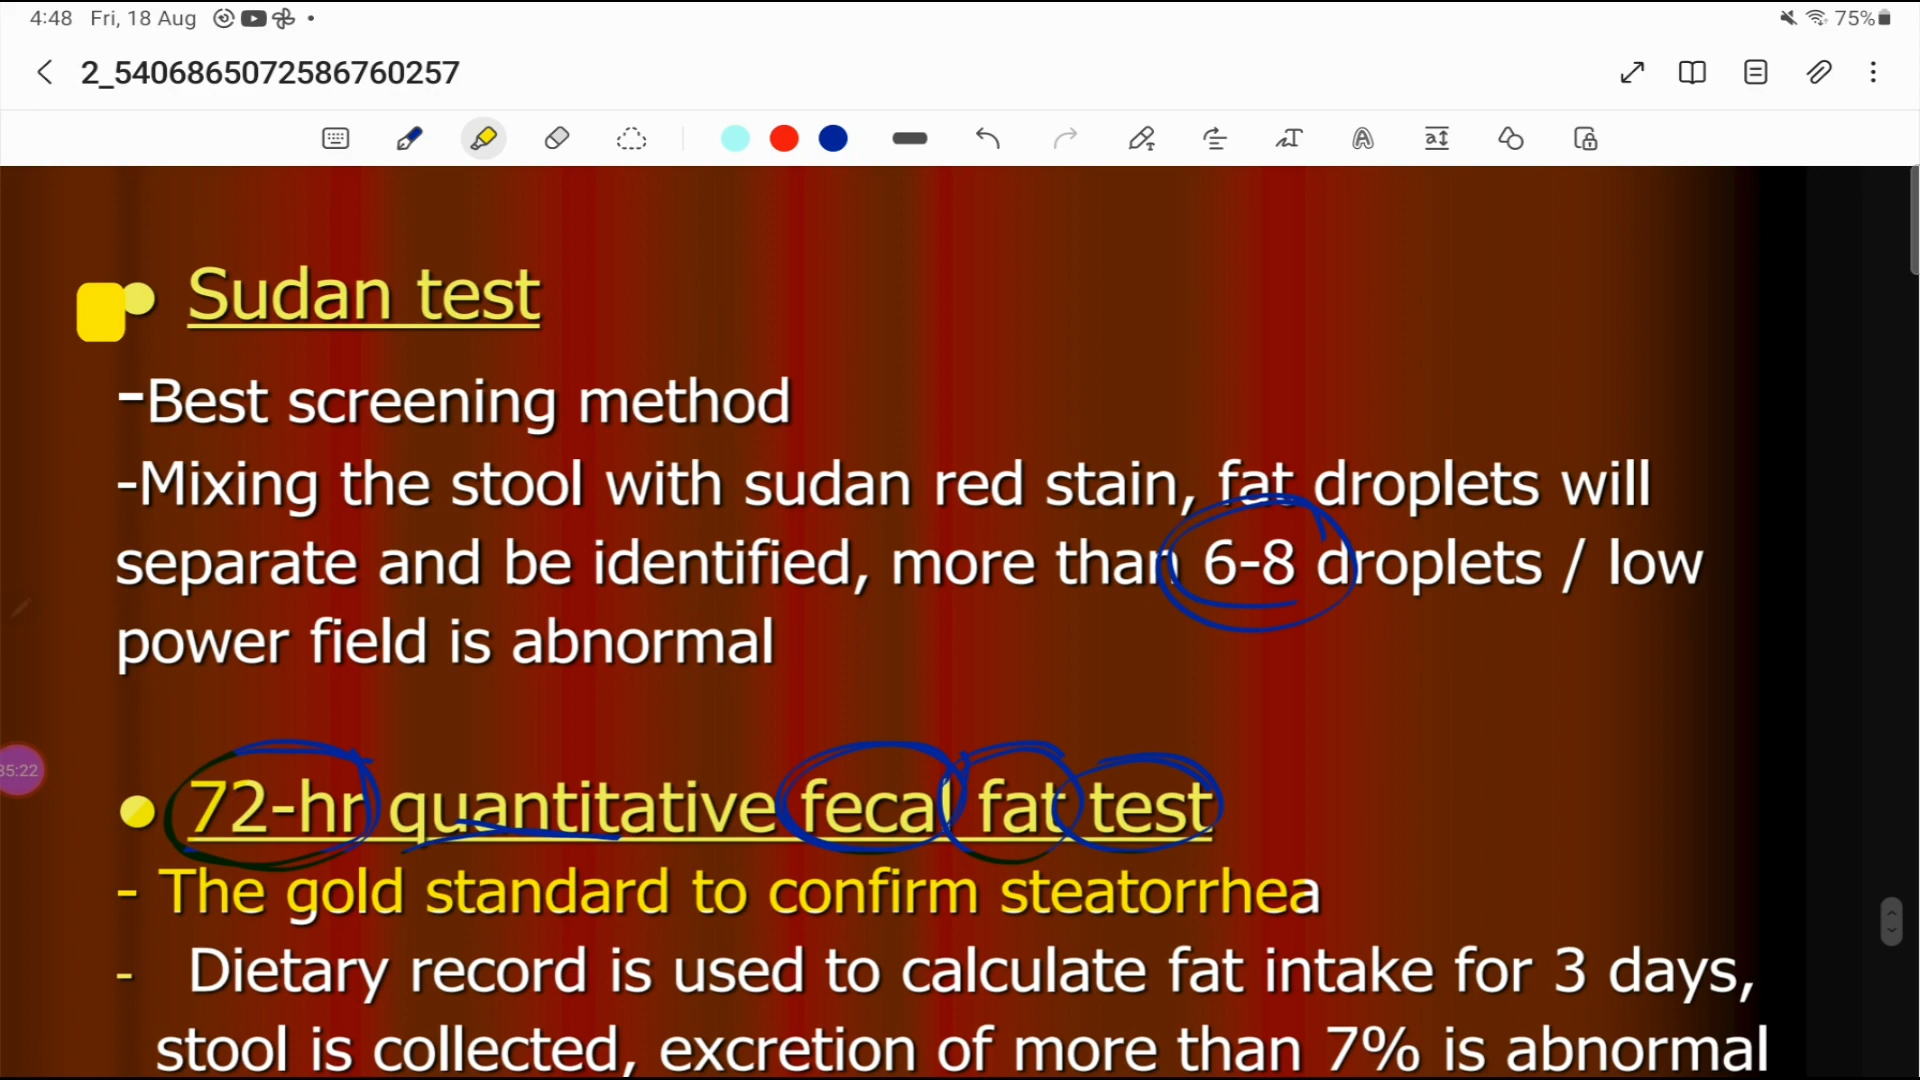 4:48 Fri, 18 Aug 75%
2_5406865072586760257
• Sudan test
-Best screening method
-Mixing the stool with sudan red stain, fat droplets will
separate and be identified, more than 6-8 droplets / low
power field is abnormal
35:22
• 72-hr quantitative fecal fat test
- The gold standard to confirm steatorrhea
- Dietary record is used to calculate fat intake for 3 days,
stool is collected, excretion of more than 7% is abnormal